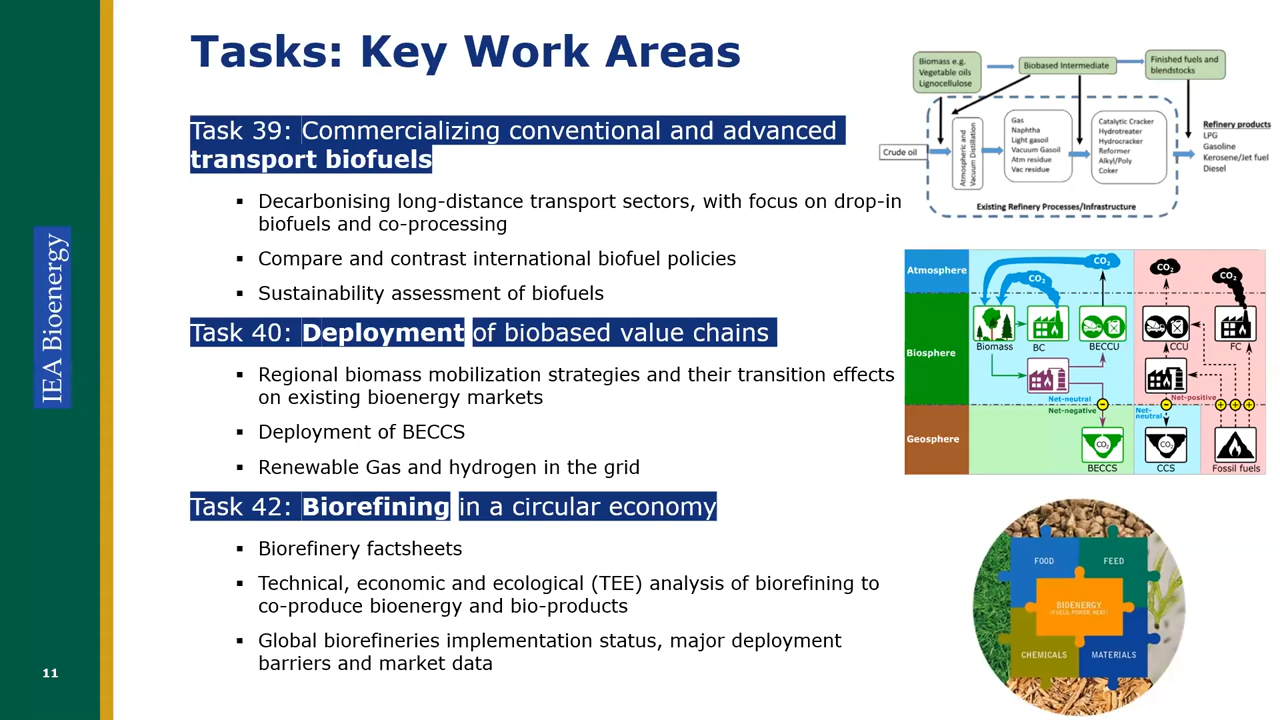 Tasks: Key Work Areas
Task 39: Commercializing conventional and advanced
transport biofuels
▪ Decarbonising long-distance transport sectors, with focus on drop-in
biofuels and co-processing
▪ Compare and contrast international biofuel policies
▪ Sustainability assessment of biofuels
Task 40: Deployment of biobased value chains
▪ Regional biomass mobilization strategies and their transition effects
on existing bioenergy markets
▪ Deployment of BECCS
▪ Renewable Gas and hydrogen in the grid
Task 42: Biorefining in a circular economy
▪ Biorefinery factsheets
▪ Technical, economic and ecological (TEE) analysis of biorefining to
co-produce bioenergy and bio-products
▪ Global biorefineries implementation status, major deployment
barriers and market data
IEA Bioenergy
11
Biomass e.g.
Vegetable oils
Lignocellulose
Biobased Intermediate
Finished fuels and
blendstocks
Crude oil
Atmospheric and
Vacuum Distillation
Gas
Naphtha
Light gasoil
Vacuum Gasoil
Atm residue
Vac residue
Catalytic Cracker
Hydrotreater
Hydrocracker
Reformer
Alkyl/Poly
Coker
Refinery products
LPG
Gasoline
Kerosene/Jet fuel
Diesel
Existing Refinery Processes/Infrastructure
Atmosphere
CO₂
CO₂
CO₂
CO₂
Biosphere
Biomass
BC
BECCU
CCU
FC
Net-neutral
Net-negative
Net-
neutral
Net-positive
Geosphere
CO₂
BECCS
CO₂
CCS
Fossil fuels
FOOD
FEED
BIOENERGY
(FUELS, POWER, HEAT)
CHEMICALS
MATERIALS